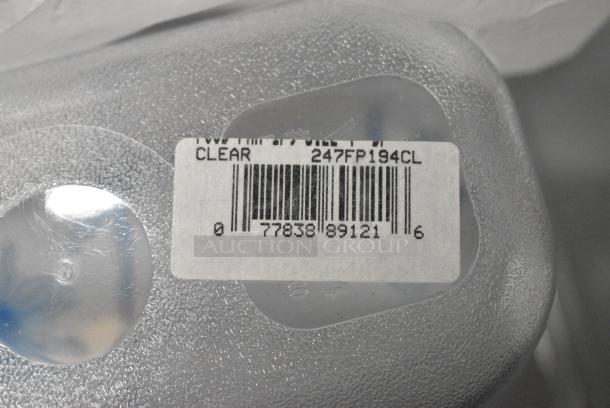 CLEAR 247FP194CL
0 77838 89121 6
AUCTION GROUP